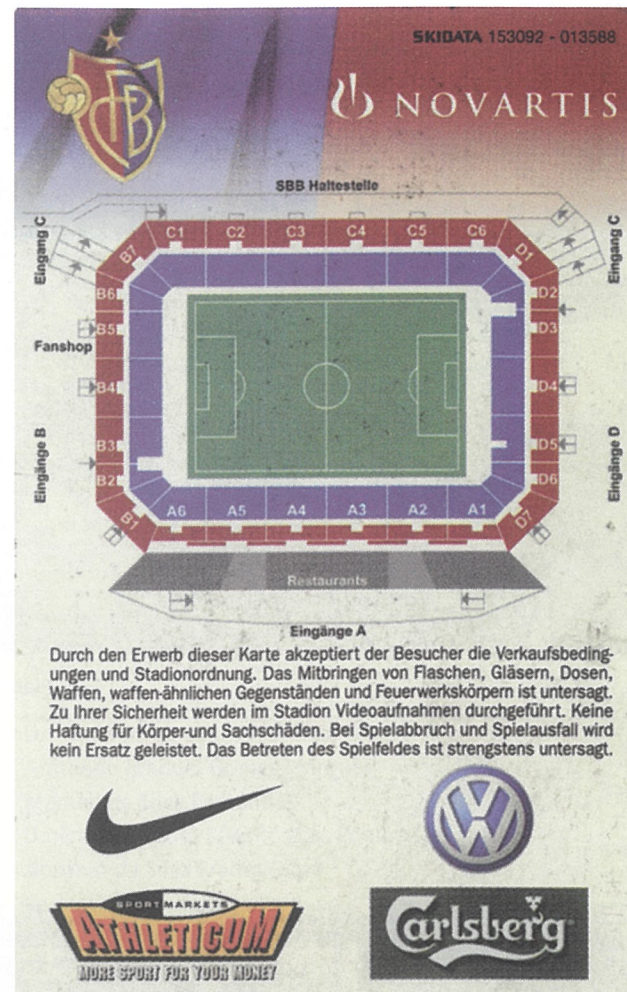 SKIDATA 153092 - 013588
FCB
NOVARTIS
SBB Haltestelle
Eingang C
Eingang C
C1 C2 C3 C4 C5 C6
B7
D1
B6
D2
B5
D3
Fanshop
B4
D4
Eingänge B
Eingänge D
B3
D5
B2
D6
B1
A6 A5 A4 A3 A2 A1
D7
Restaurants
Eingänge A
Durch den Erwerb dieser Karte akzeptiert der Besucher die Verkaufsbeding-
ungen und Stadionordnung. Das Mitbringen von Flaschen, Gläsern, Dosen,
Waffen, waffen-ähnlichen Gegenständen und Feuerwerkskörpern ist untersagt.
Zu Ihrer Sicherheit werden im Stadion Videoaufnahmen durchgeführt. Keine
Haftung für Körper-und Sachschäden. Bei Spielabbruch und Spielausfall wird
kein Ersatz geleistet. Das Betreten des Spielfeldes ist strengstens untersagt.
VW
SPORT MARKETS
ATHLETICUM
MORE SPORT FOR YOUR MONEY
Carlsberg